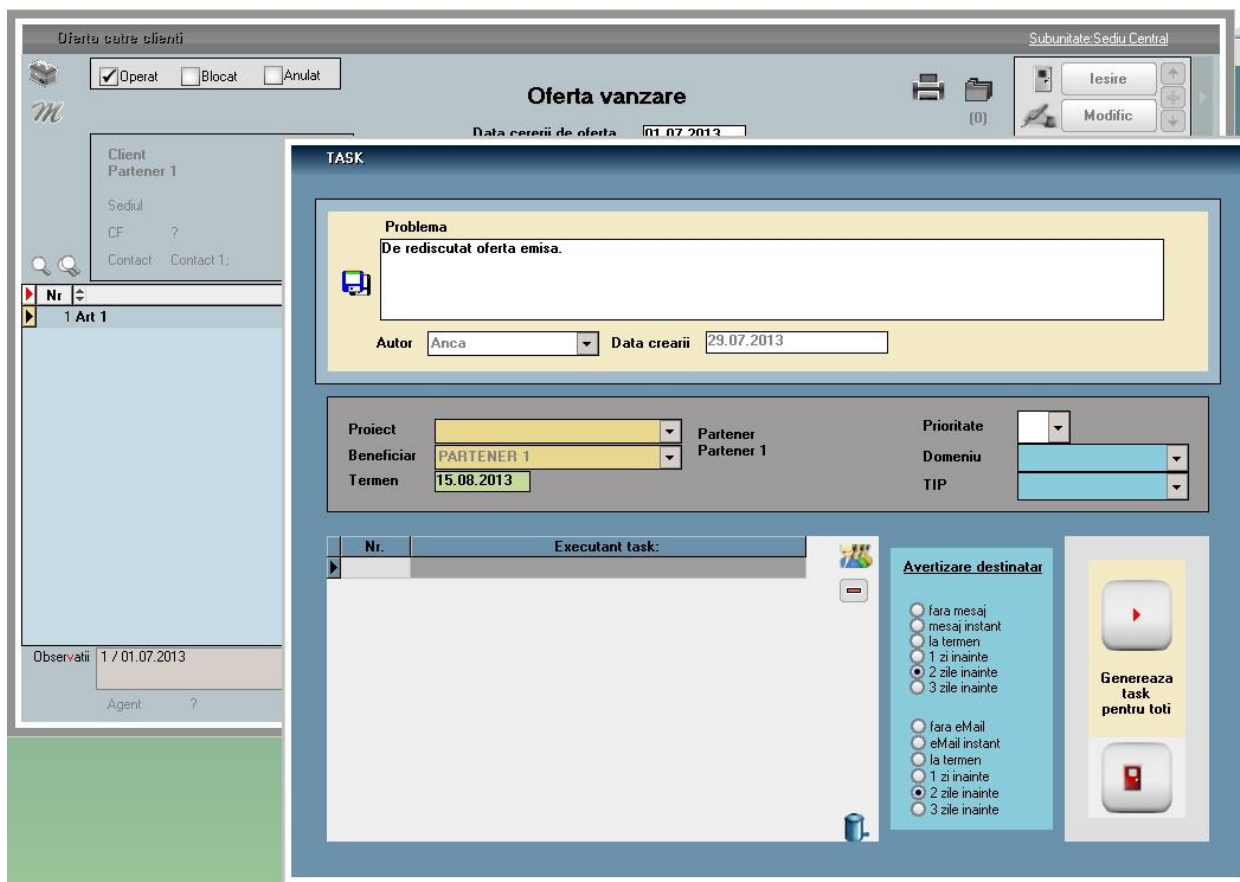 Oferta catre clienti
Subunitate:Sediu Central
Operat Blocat Anulat
Oferta vanzare
(0)
Iesire
Modific
Data cererii de oferta 01.07.2013
Client
Partener 1
Sediul
CF ?
Contact Contact 1;
Nr
1 Art 1
Observatii 1 / 01.07.2013
Agent ?
TASK
Problema
De rediscutat oferta emisa.
Autor Anca Data crearii 29.07.2013
Proiect
Partener
Prioritate
Beneficiar PARTENER 1
Partener 1
Domeniu
Termen 15.08.2013
TIP
Nr. Executant task:
Avertizare destinatar
fara mesaj
mesaj instant
la termen
1 zi inainte
2 zile inainte
3 zile inainte
fara eMail
eMail instant
la termen
1 zi inainte
2 zile inainte
3 zile inainte
Genereaza
task
pentru toti